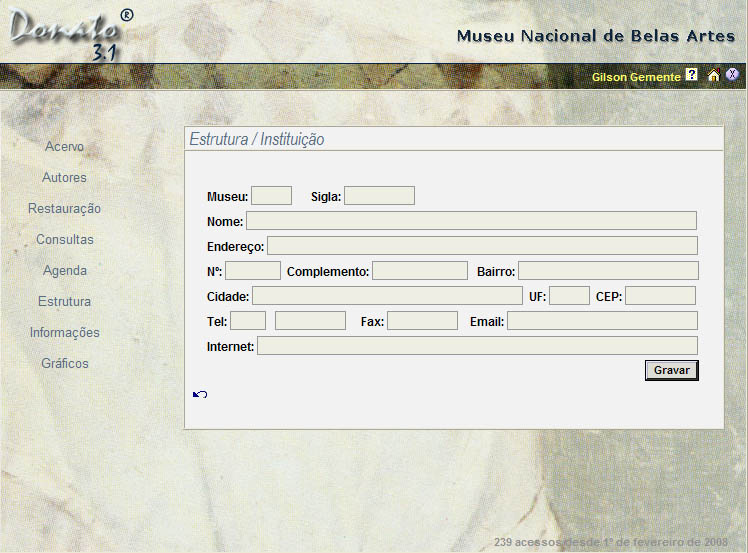 Donato ®
3.1
Museu Nacional de Belas Artes
Gilson Gemente ? X
Acervo
Autores
Restauração
Consultas
Agenda
Estrutura
Informações
Gráficos
Estrutura / Instituição
Museu: Sigla:
Nome:
Endereço:
Nº: Complemento: Bairro:
Cidade: UF: CEP:
Tel: Fax: Email:
Internet:
Gravar
239 acessos desde 1º de fevereiro de 2008